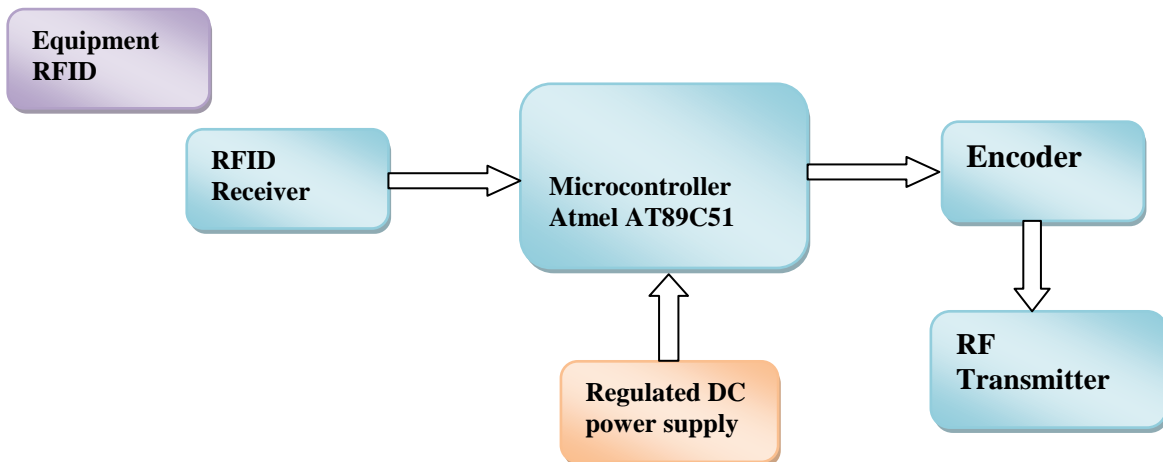 Equipment
RFID
RFID
Receiver
Microcontroller
Atmel AT89C51
Encoder
RF
Transmitter
Regulated DC
power supply